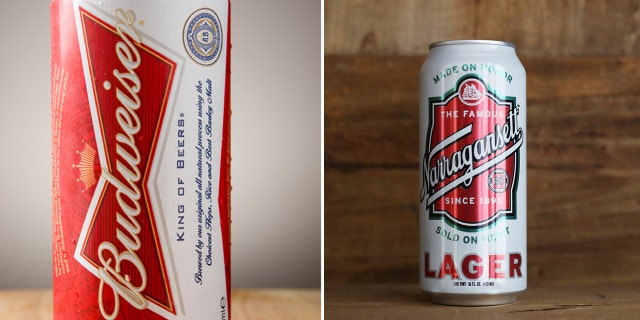 Budweiser
KING OF BEERS®
Brewed by our original all natural process using the
Choicest Hops, Rice and Best Barley Malt
AB
MADE ON HONOR
THE FAMOUS
Narragansett
SINCE 1890
SOLD ON MERIT
LAGER